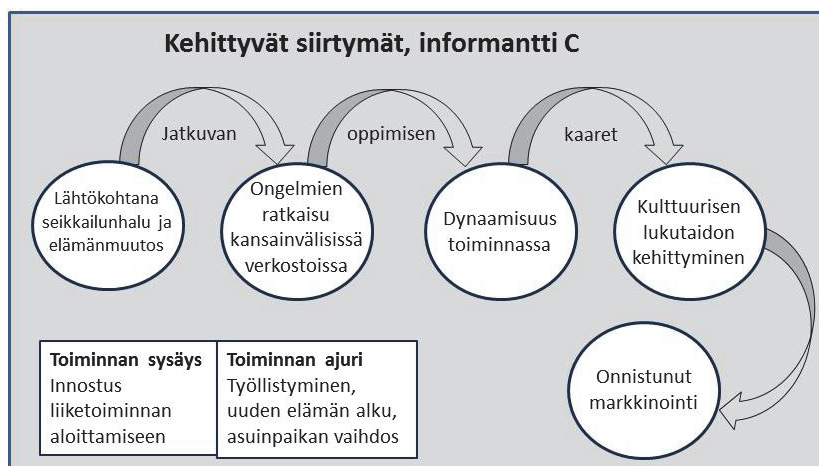 Kehittyvät siirtymät, informantti C
Jatkuvan
oppimisen
kaaret
Lähtökohtana
seikkailunhalu ja
elämänmuutos
Ongelmien
ratkaisu
kansainvälisissä
verkostoissa
Dynaamisuus
toiminnassa
Kulttuurisen
lukutaidon
kehittyminen
Onnistunut
markkinointi
Toiminnan sysäys
Innostus
liiketoiminnan
aloittamiseen
Toiminnan ajuri
Työllistyminen,
uuden elämän alku,
asuinpaikan vaihdos